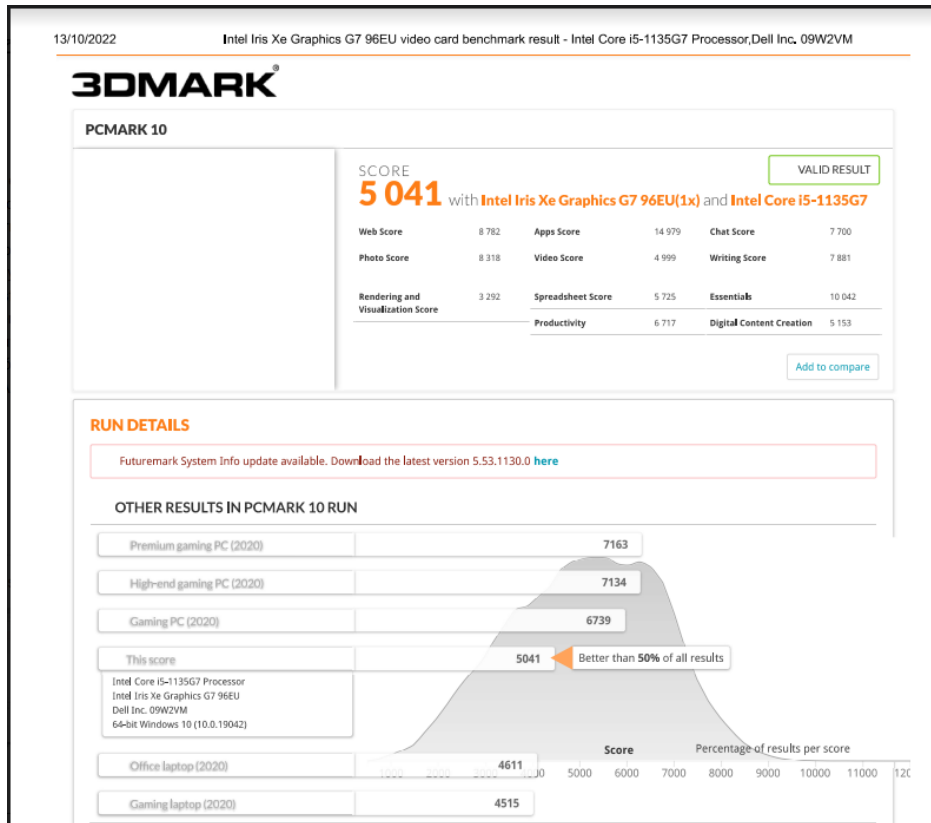 13/10/2022 Intel Iris Xe Graphics G7 96EU video card benchmark result - Intel Core i5-1135G7 Processor,Dell Inc. 09W2VM
3DMARK®
PCMARK 10
SCORE
VALID RESULT
5 041 with Intel Iris Xe Graphics G7 96EU(1x) and Intel Core i5-1135G7
Web Score 8 782 Apps Score 14 979 Chat Score 7 700
Photo Score 8 318 Video Score 4 999 Writing Score 7 881
Rendering and Visualization Score 3 292 Spreadsheet Score 5 725 Essentials 10 042
Productivity 6 717 Digital Content Creation 5 153
Add to compare
RUN DETAILS
Futuremark System Info update available. Download the latest version 5.53.1130.0 here
OTHER RESULTS IN PCMARK 10 RUN
Premium gaming PC (2020) 7163
High-end gaming PC (2020) 7134
Gaming PC (2020) 6739
This score 5041 Better than 50% of all results
Intel Core i5-1135G7 Processor
Intel Iris Xe Graphics G7 96EU
Dell Inc. 09W2VM
64-bit Windows 10 (10.0.19042)
Score Percentage of results per score
Office laptop (2020) 4611
5000 6000 7000 8000 9000 10000 11000
Gaming laptop (2020) 4515